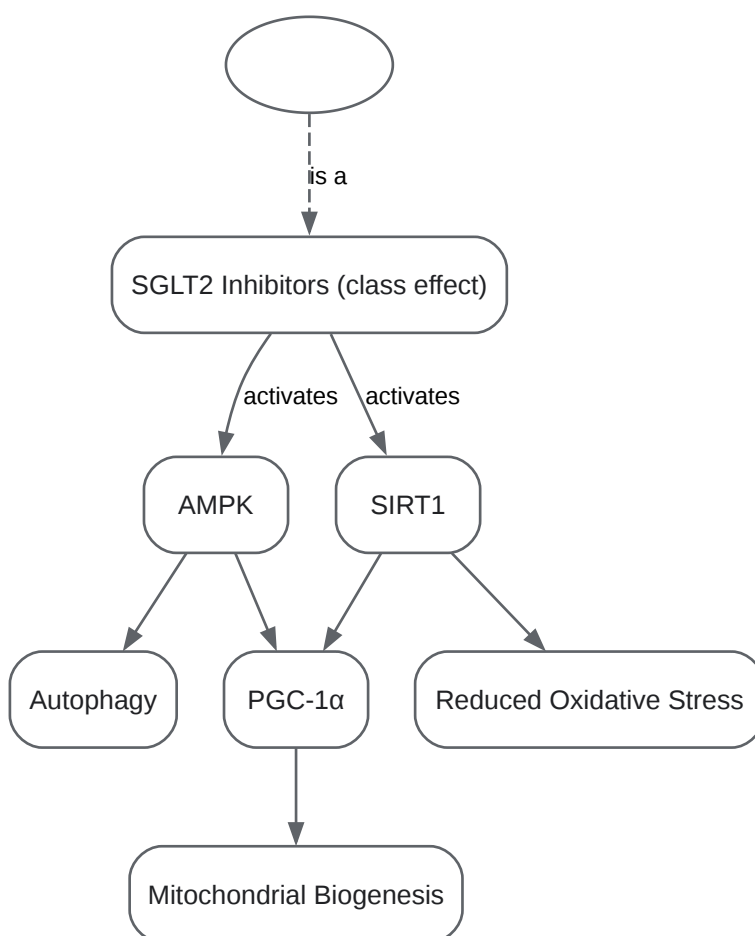 is a
SGLT2 Inhibitors (class effect)
activates
activates
AMPK
SIRT1
Autophagy
PGC-1α
Reduced Oxidative Stress
Mitochondrial Biogenesis